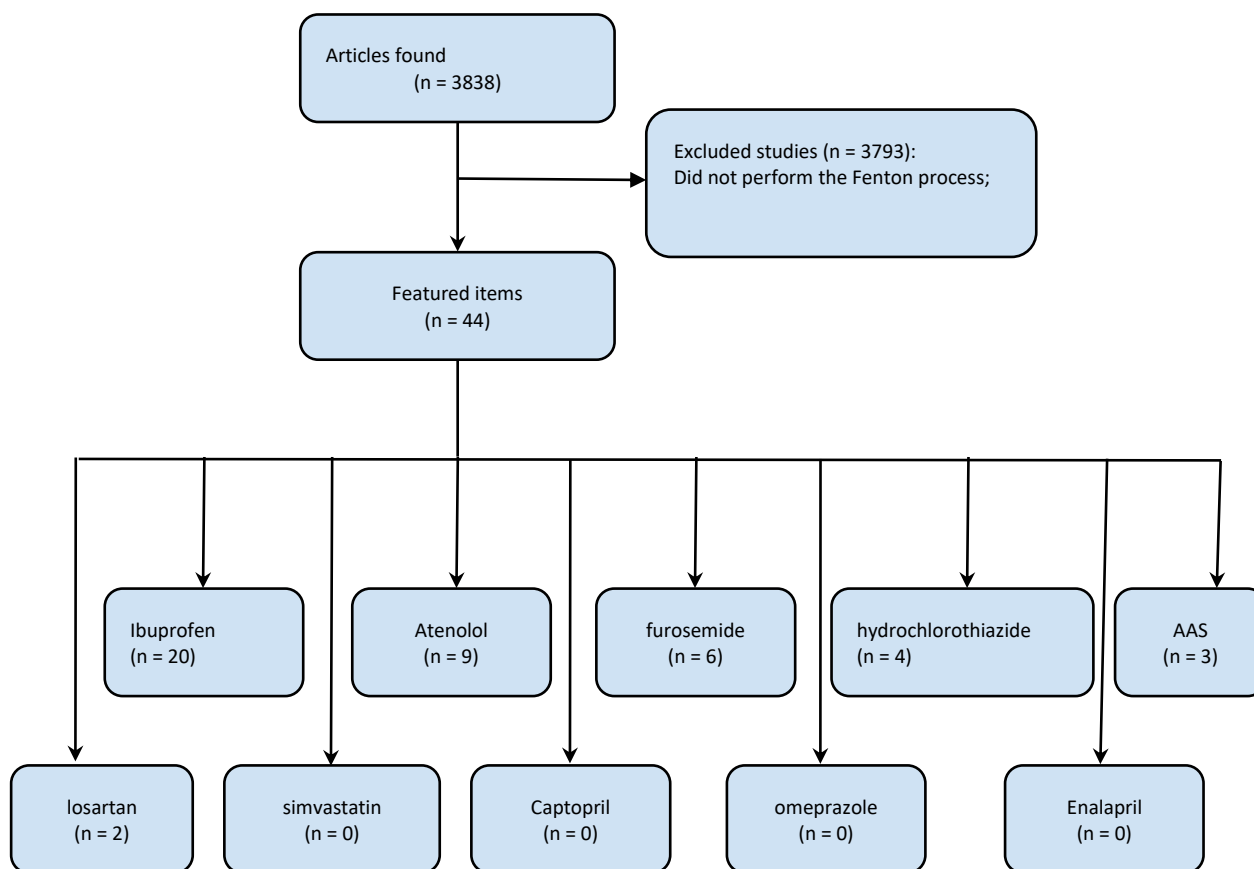 Articles found
(n = 3838)
Excluded studies (n = 3793):
Did not perform the Fenton process;
Featured items
(n = 44)
Ibuprofen
(n = 20)
Atenolol
(n = 9)
furosemide
(n = 6)
hydrochlorothiazide
(n = 4)
AAS
(n = 3)
losartan
(n = 2)
simvastatin
(n = 0)
Captopril
(n = 0)
omeprazole
(n = 0)
Enalapril
(n = 0)